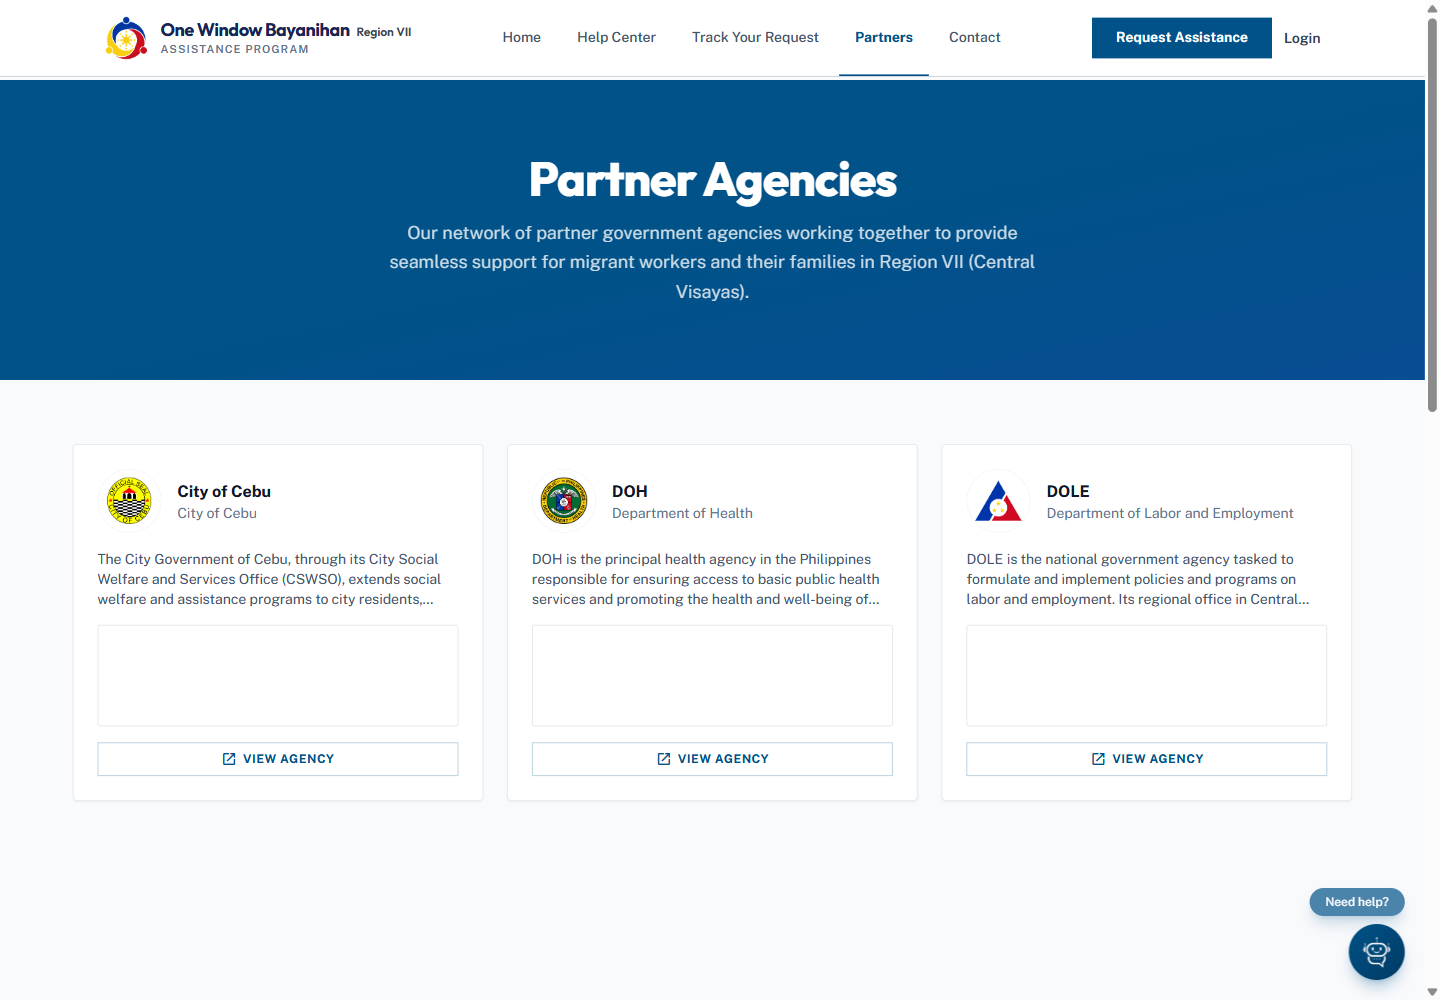 One Window Bayanihan Region VII
ASSISTANCE PROGRAM
Home
Help Center
Track Your Request
Partners
Contact
Request Assistance
Login
Partner Agencies
Our network of partner government agencies working together to provide
seamless support for migrant workers and their families in Region VII (Central
Visayas).
City of Cebu
City of Cebu
The City Government of Cebu, through its City Social
Welfare and Services Office (CSWSO), extends social
welfare and assistance programs to city residents,...
VIEW AGENCY
DOH
Department of Health
DOH is the principal health agency in the Philippines
responsible for ensuring access to basic public health
services and promoting the health and well-being of...
VIEW AGENCY
DOLE
Department of Labor and Employment
DOLE is the national government agency tasked to
formulate and implement policies and programs on
labor and employment. Its regional office in Central...
VIEW AGENCY
Need help?